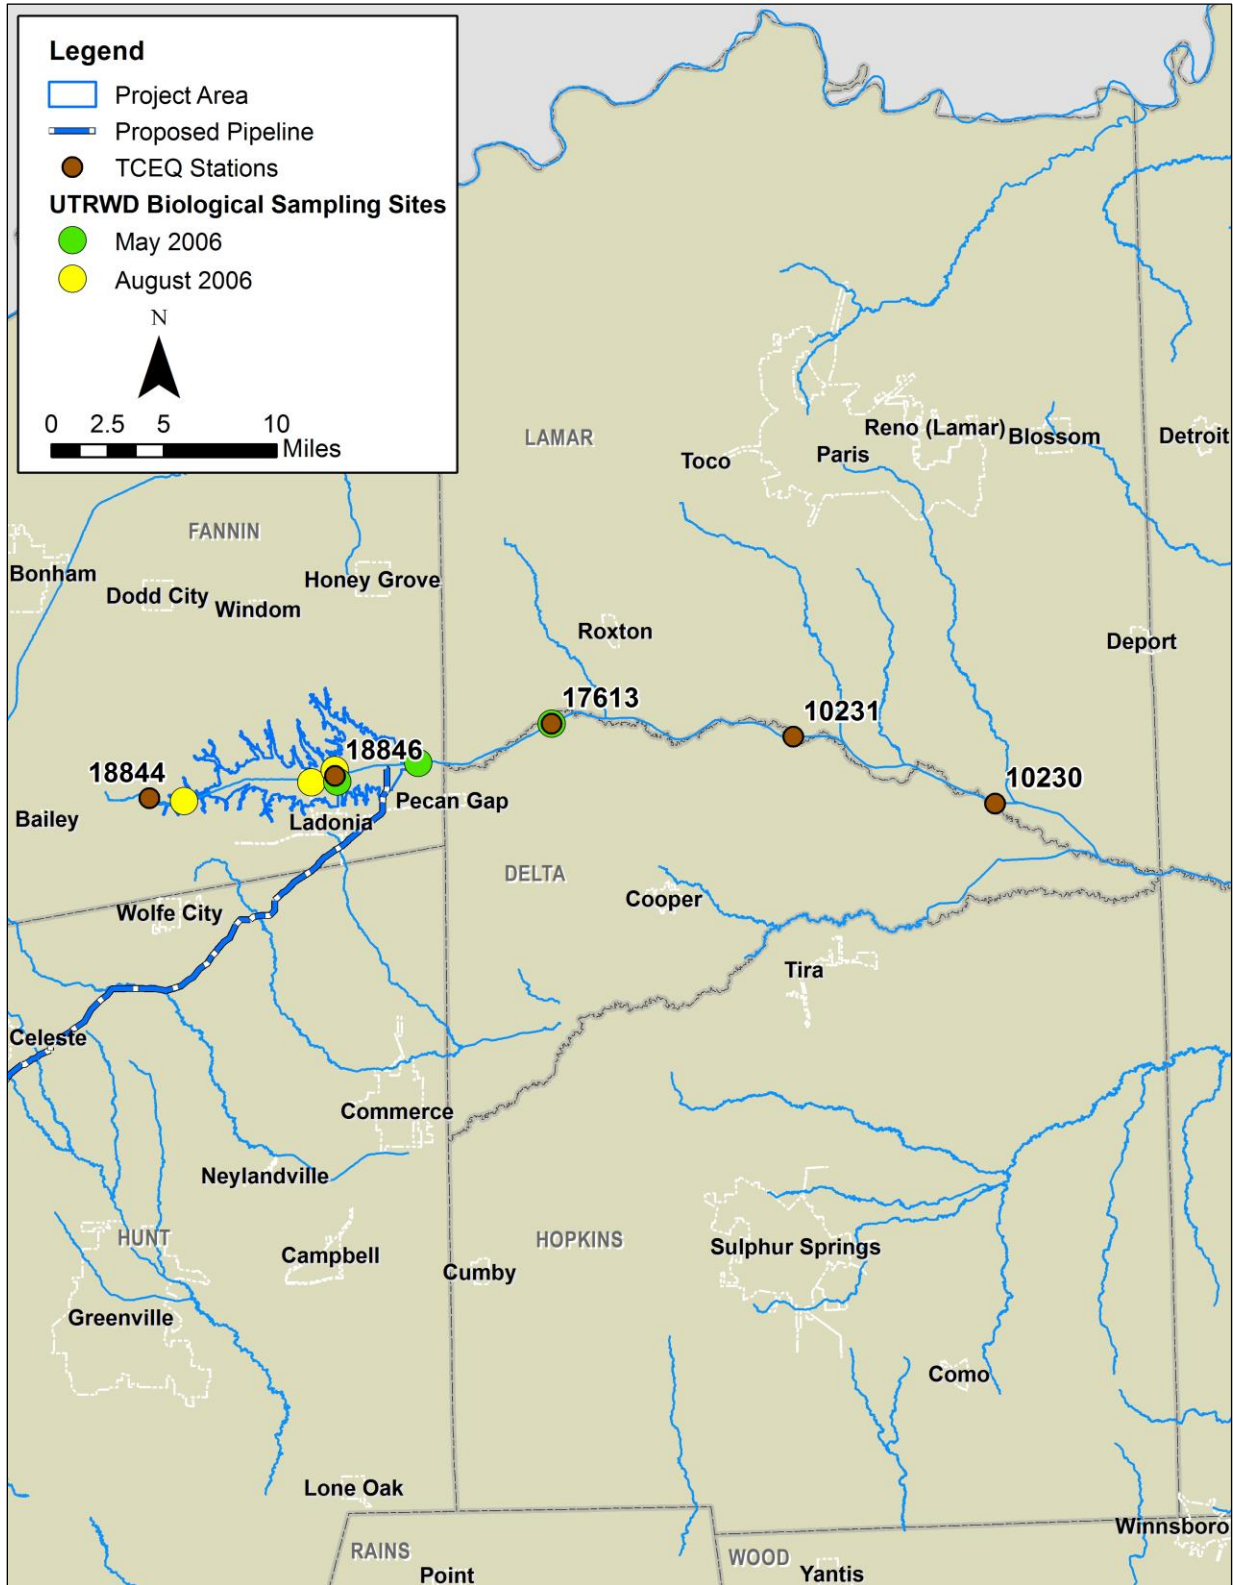 Legend
Project Area
Proposed Pipeline
TCEQ Stations
UTRWD Biological Sampling Sites
May 2006
August 2006
N
0 2.5 5 10
Miles
LAMAR
Reno (Lamar)
Blossom
Detroit
Toco
Paris
FANNIN
Bonham
Honey Grove
Dodd City
Windom
Roxton
Deport
17613
10231
18846
18844
10230
Pecan Gap
Bailey
Ladonia
DELTA
Cooper
Wolfe City
Tira
Celeste
Commerce
Neylandville
HUNT
HOPKINS
Campbell
Sulphur Springs
Cumby
Greenville
Como
Lone Oak
Winnsboro
RAINS
WOOD
Point
Yantis